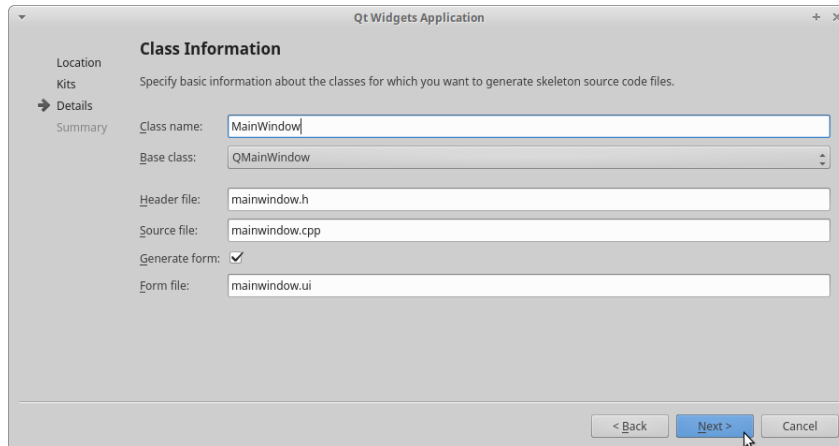 Qt Widgets Application
Location
Kits
Details
Summary
Class Information
Specify basic information about the classes for which you want to generate skeleton source code files.
Class name: MainWindow
Base class: QMainWindow
Header file: mainwindow.h
Source file: mainwindow.cpp
Generate form:
Form file: mainwindow.ui
< Back Next > Cancel